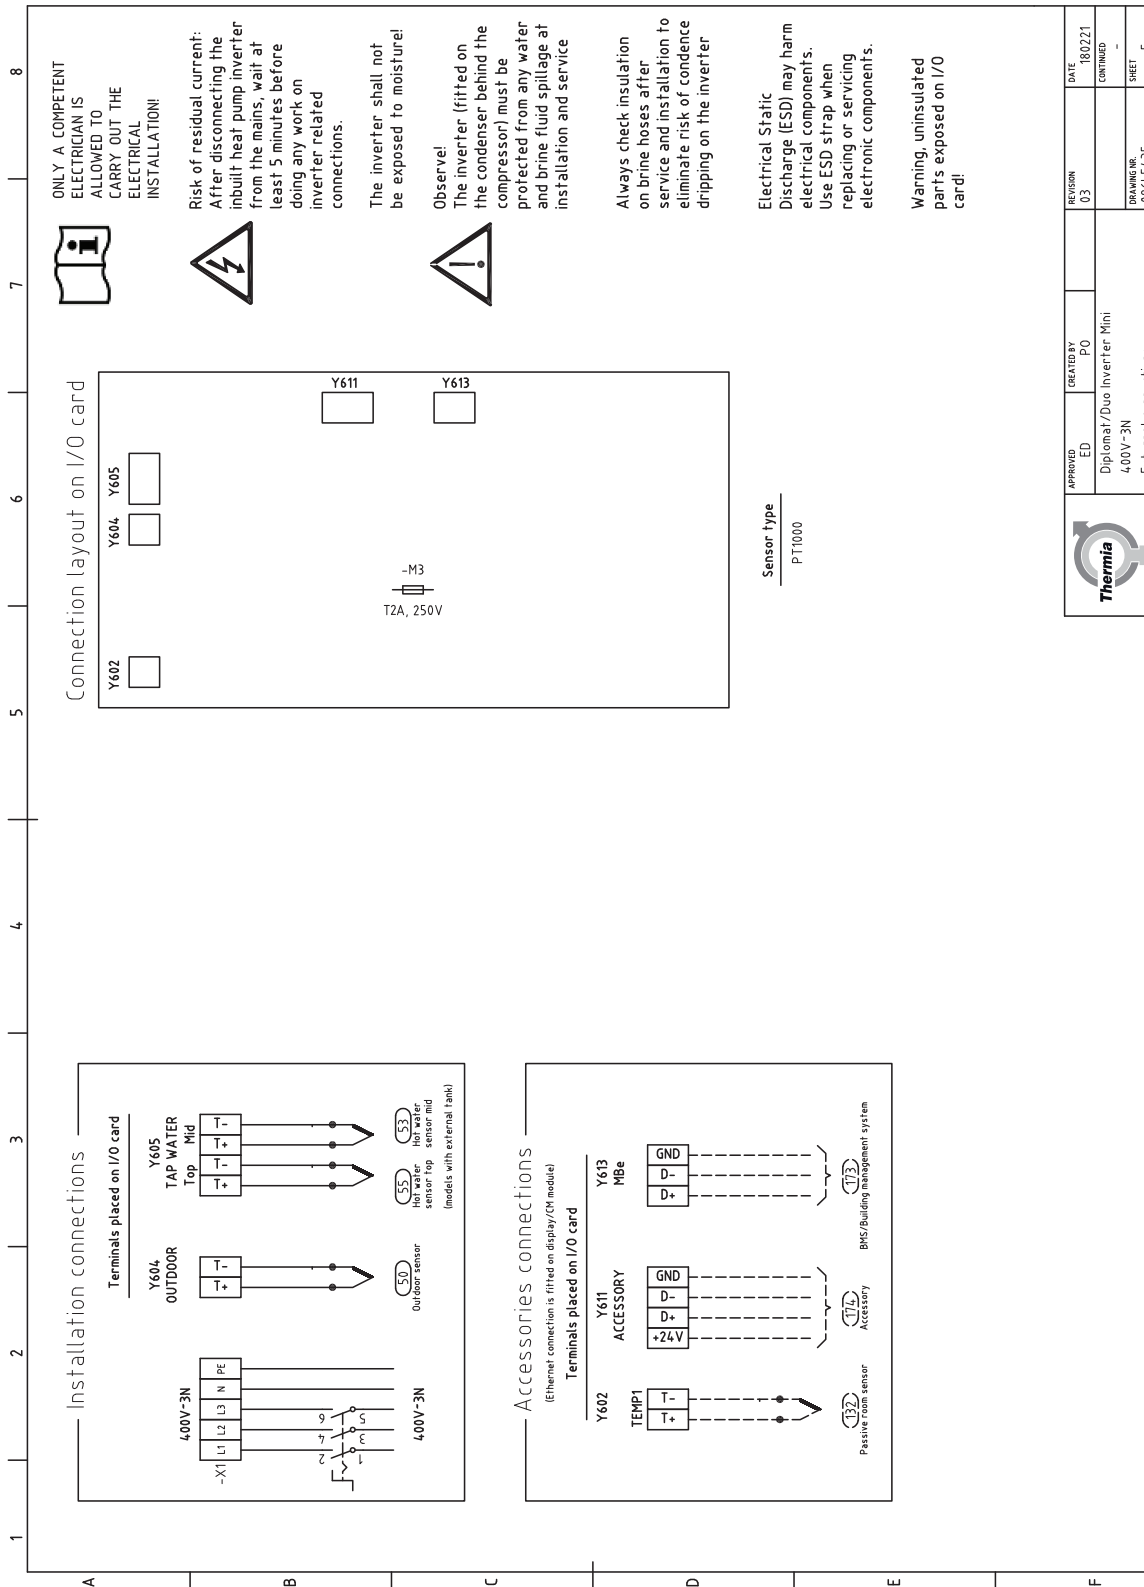 1
2
3
4
5
6
7
8
A
B
C
D
E
F
Installation connections
Terminals placed on I/O card
400V~3N
-X1
L1
L2
L3
N
PE
2
4
6
1
3
5
400V~3N
Y604
OUTDOOR
T+
T-
50
Outdoor sensor
Y605
TAP WATER
Top
Mid
T+
T-
T+
T-
55
Hot water
sensor top
53
Hot water
sensor mid
(models with external tank)
Accessories connections
(Ethernet connection is fitted on display/CM module)
Terminals placed on I/O card
Y602
TEMP1
T+
T-
132
Passive room sensor
Y611
ACCESSORY
+24V
D+
D-
GND
174
Accessory
Y613
MBe
D+
D-
GND
173
BMS/Building management system
Connection layout on I/O card
Y602
Y604
Y605
Y611
Y613
-M3
T2A, 250V
Sensor type
PT1000
ONLY A COMPETENT
ELECTRICIAN IS
ALLOWED TO
CARRY OUT THE
ELECTRICAL
INSTALLATION!
Risk of residual current:
After disconnecting the
inbuilt heat pump inverter
from the mains, wait at
least 5 minutes before
doing any work on
inverter related
connections.
The inverter shall not
be exposed to moisture!
Observe!
The inverter (fitted on
the condenser behind the
compressor) must be
protected from any water
and brine fluid spillage at
installation and service
Always check insulation
on brine hoses after
service and installation to
eliminate risk of condence
dripping on the inverter
Electrical Static
Discharge (ESD) may harm
electrical components.
Use ESD strap when
replacing or servicing
electronic components.
Warning, uninsulated
parts exposed on I/O
card!
Thermia
APPROVED
ED
CREATED BY
PO
REVISION
03
DATE
180221
Diplomat/Duo Inverter Mini
400V~3N
CONTINUED
-
DRAWING NR.
SHEET